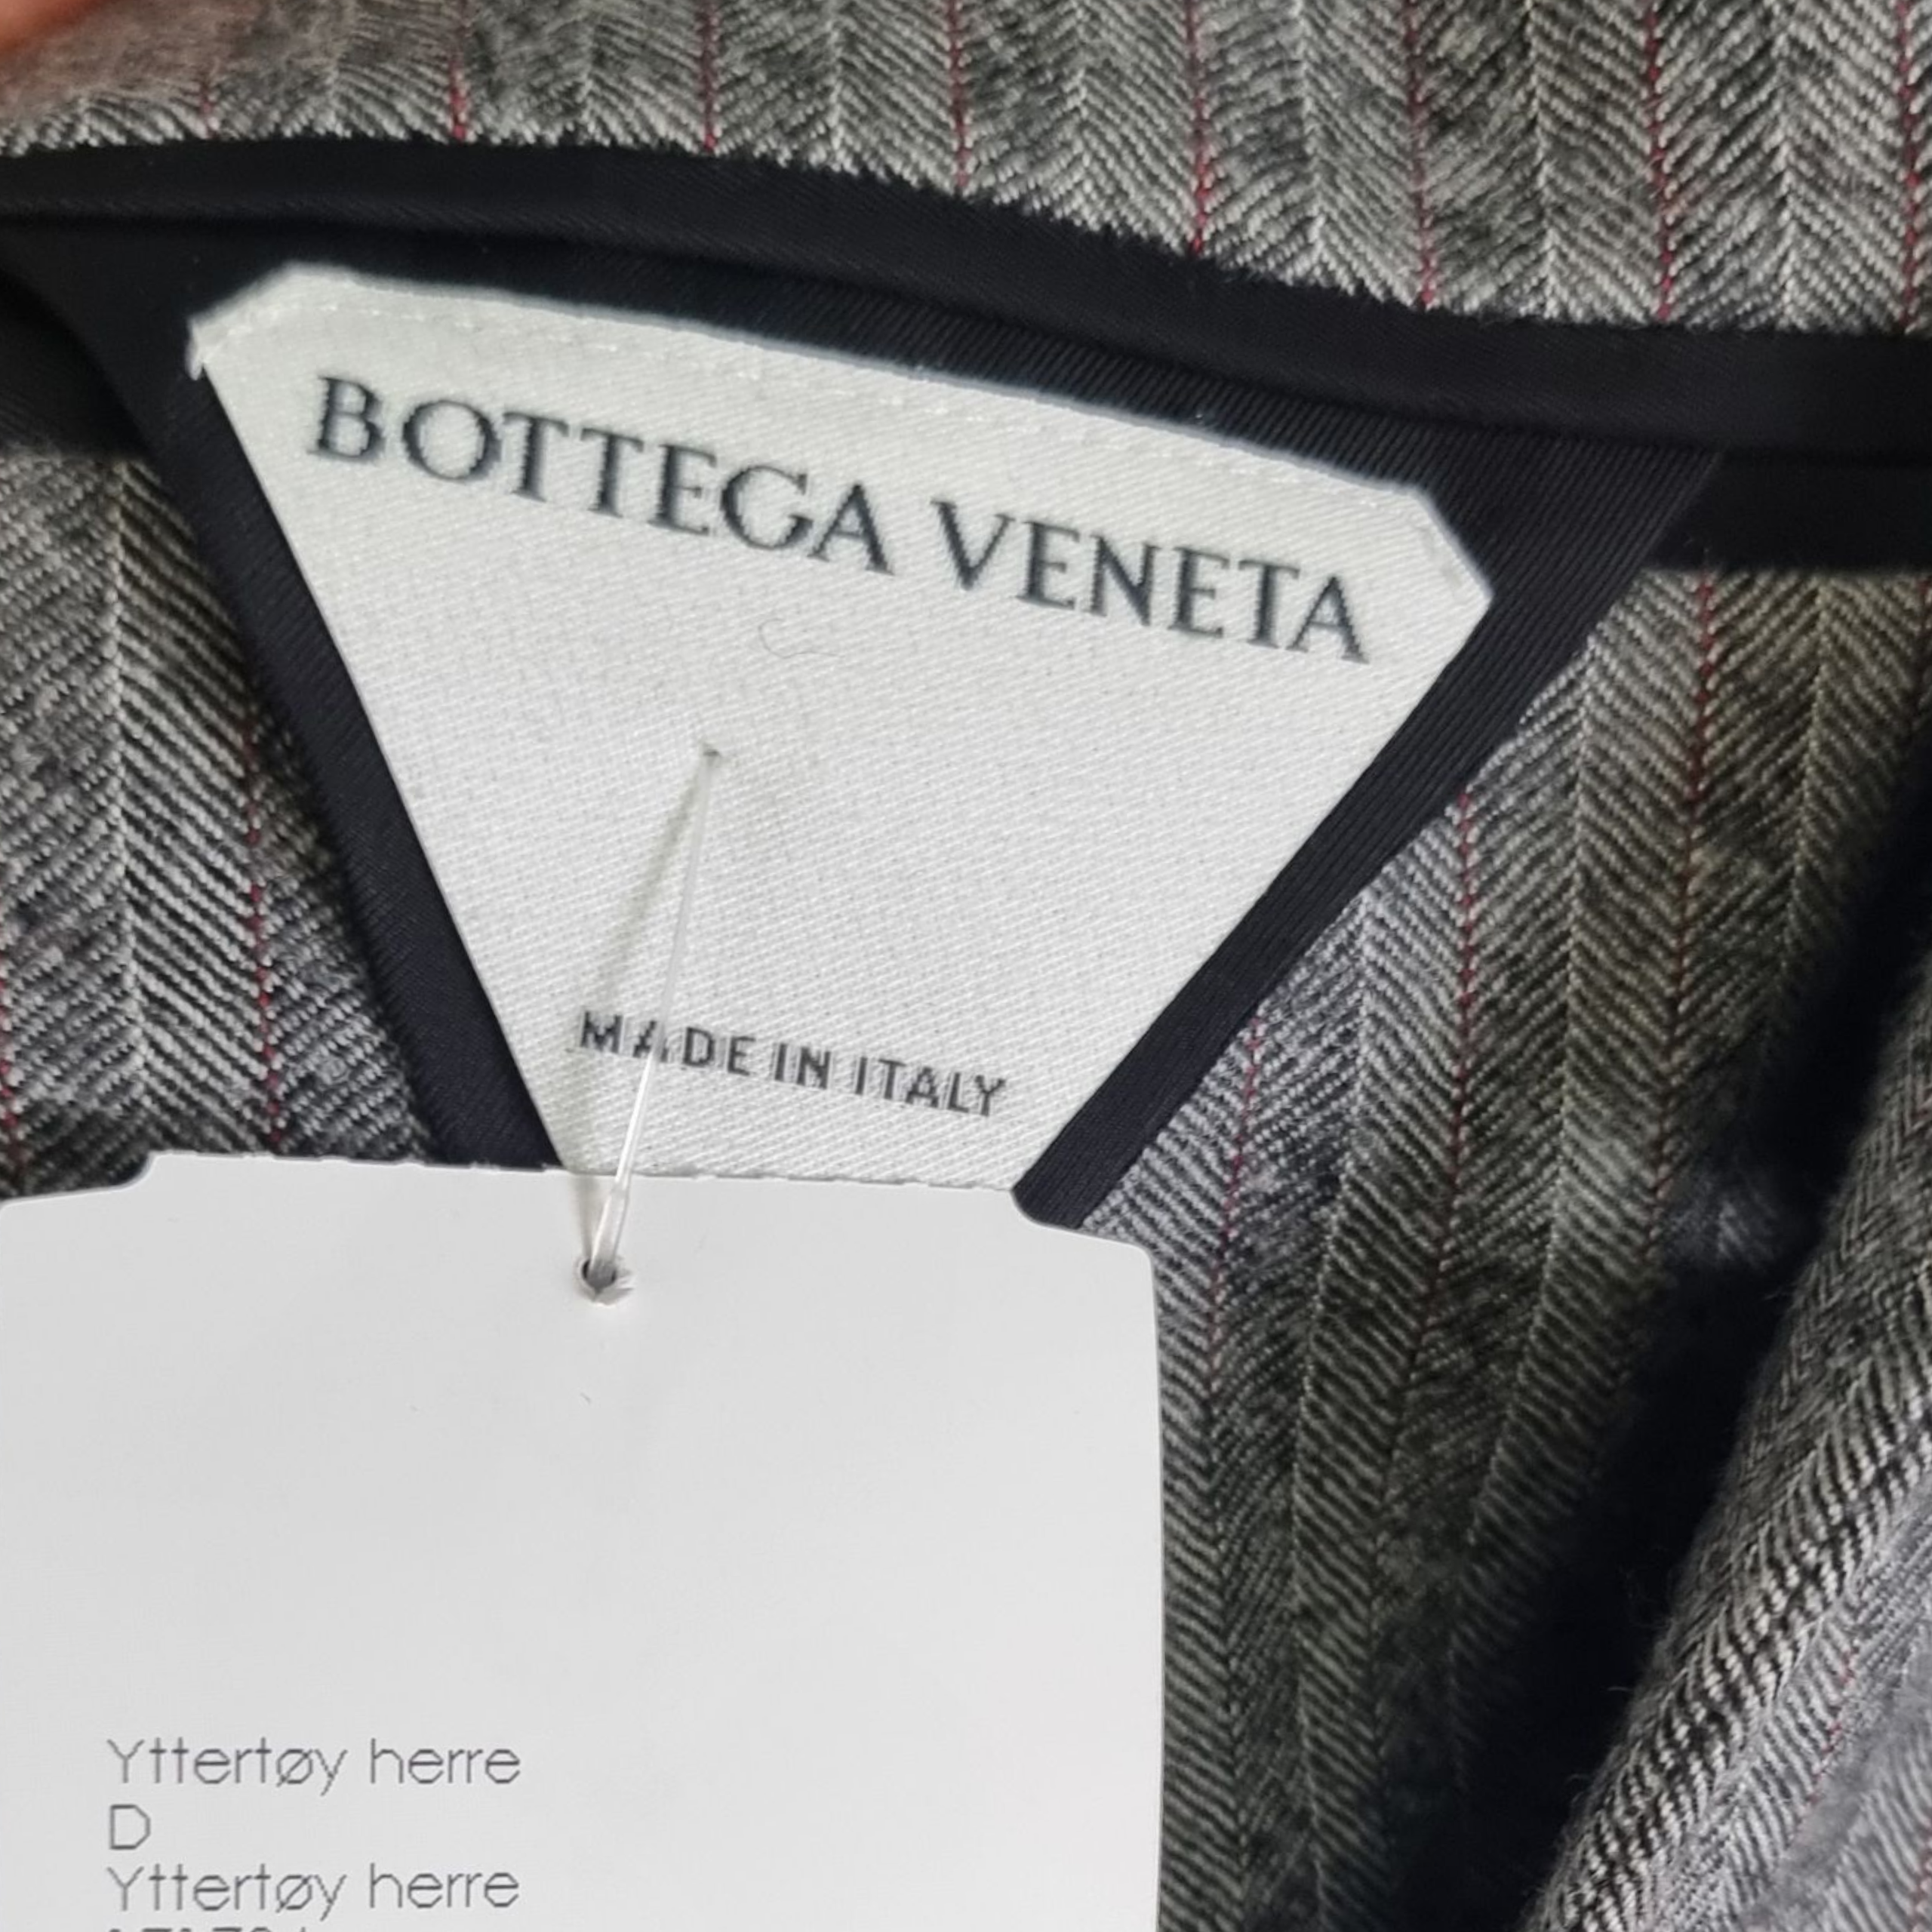 BOTTEGA VENETA
MADE IN ITALY
Yttertøy herre
D
Yttertøy herre